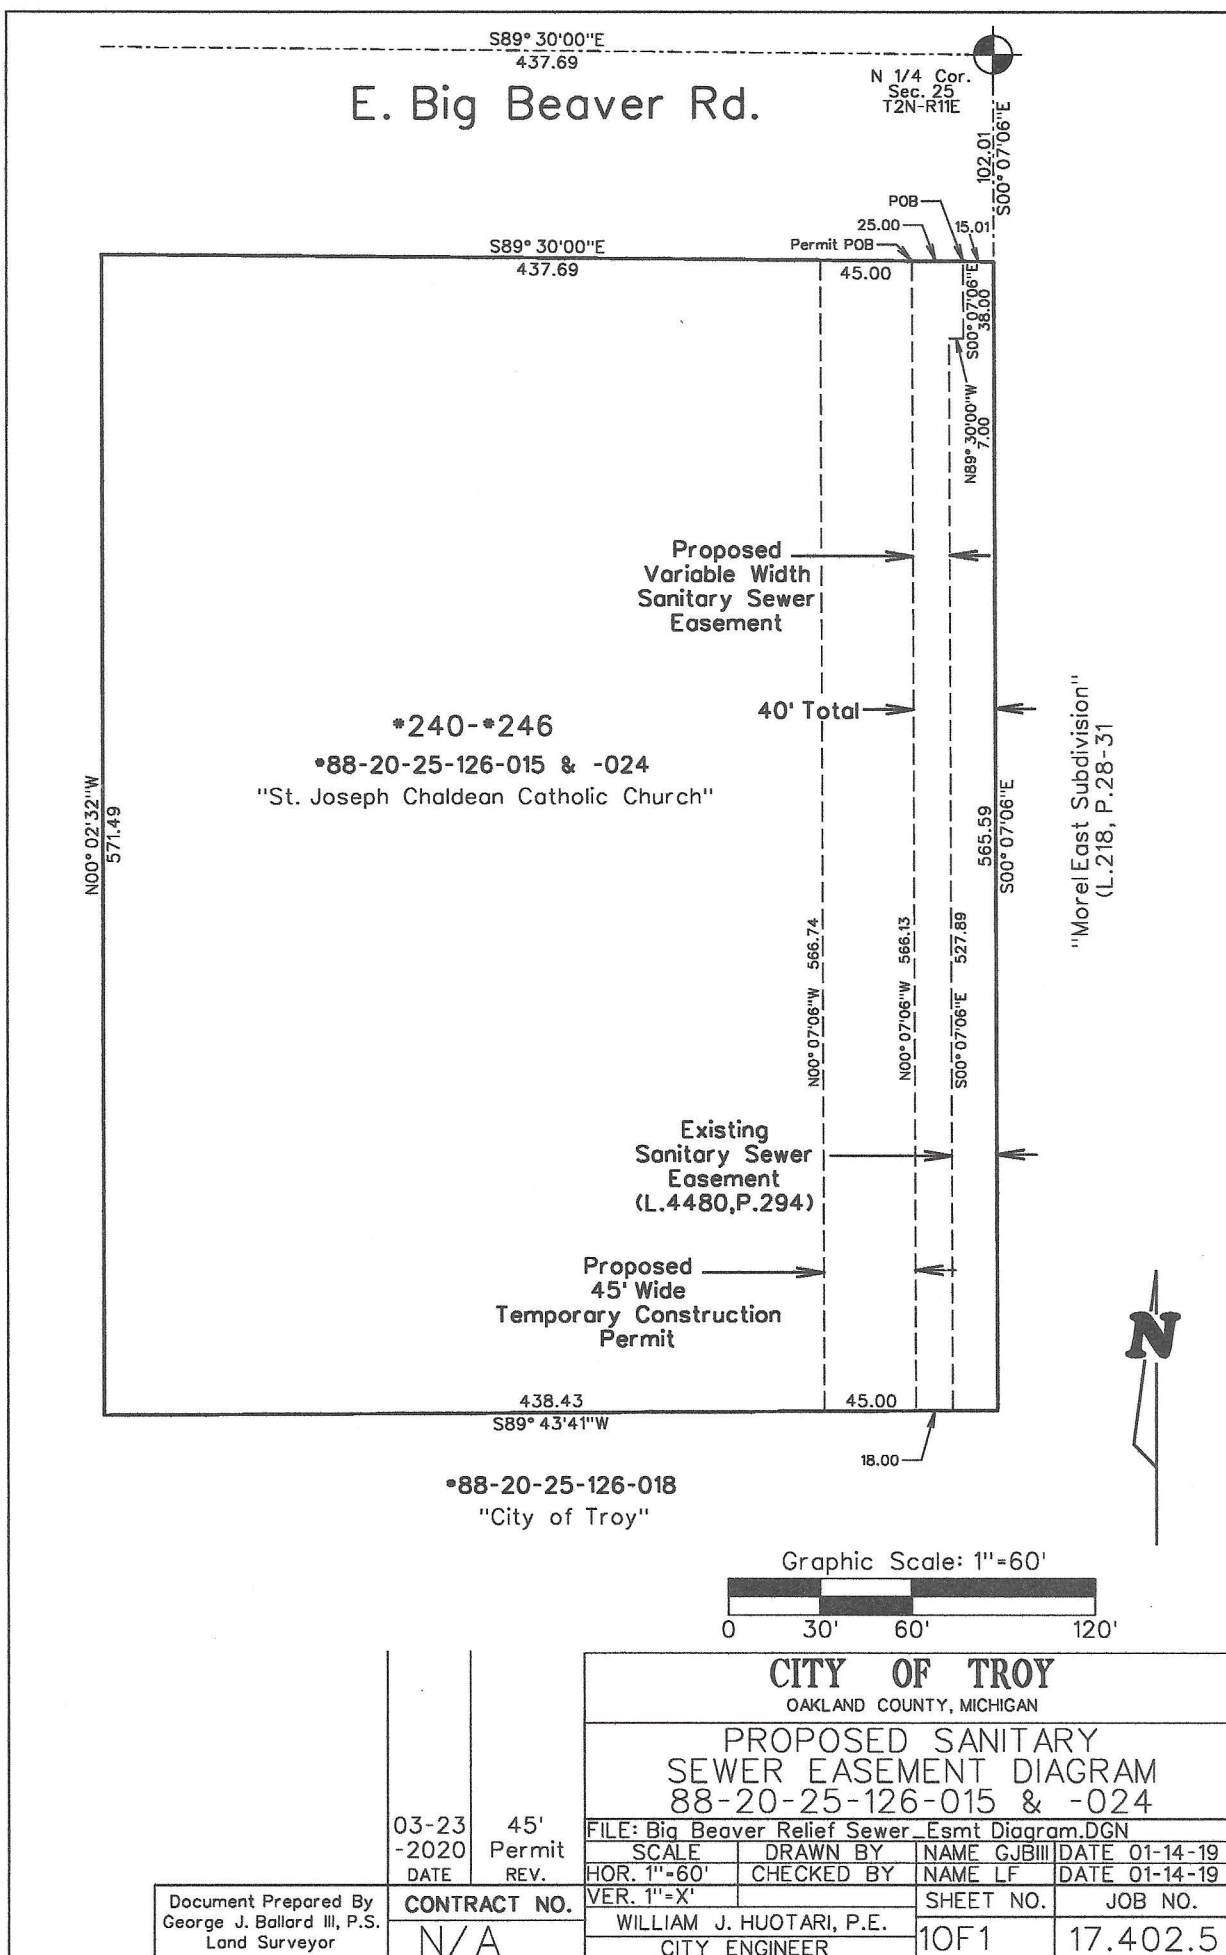 S89° 30'00"E
437.69
E. Big Beaver Rd.
N 1/4 Cor.
Sec. 25
T2N-R11E
102.01
S00° 07'06"E
POB
25.00
15.01
Permit POB
S89° 30'00"E
437.69
45.00
S00° 07'06"E
38.00
N89° 30'00"W
7.00
Proposed
Variable Width
Sanitary Sewer
Easement
40' Total
*240-*246
*88-20-25-126-015 & -024
"St. Joseph Chaldean Catholic Church"
N00° 02'32"W
571.49
565.59
S00° 07'06"E
"Morel East Subdivision"
(L.218, P.28-31
N00° 07'06"W 566.74
N00° 07'06"W 566.13
S00° 07'06"E 527.89
Existing
Sanitary Sewer
Easement
(L.4480,P.294)
Proposed
45' Wide
Temporary Construction
Permit
N
438.43
45.00
S89° 43'41"W
18.00
*88-20-25-126-018
"City of Troy"
Graphic Scale: 1"=60'
0 30' 60' 120'
CITY OF TROY
OAKLAND COUNTY, MICHIGAN
PROPOSED SANITARY
SEWER EASEMENT DIAGRAM
88-20-25-126-015 & -024
03-23
-2020
DATE
45'
Permit
REV.
FILE: Big Beaver Relief Sewer_Esmt Diagram.DGN
SCALE DRAWN BY NAME GJBIII DATE 01-14-19
HOR. 1"=60' CHECKED BY NAME LF DATE 01-14-19
VER. 1"=X' SHEET NO. JOB NO.
Document Prepared By
George J. Ballard III, P.S.
Land Surveyor
CONTRACT NO.
N/A
WILLIAM J. HUOTARI, P.E.
CITY ENGINEER
1OF1
17.402.5